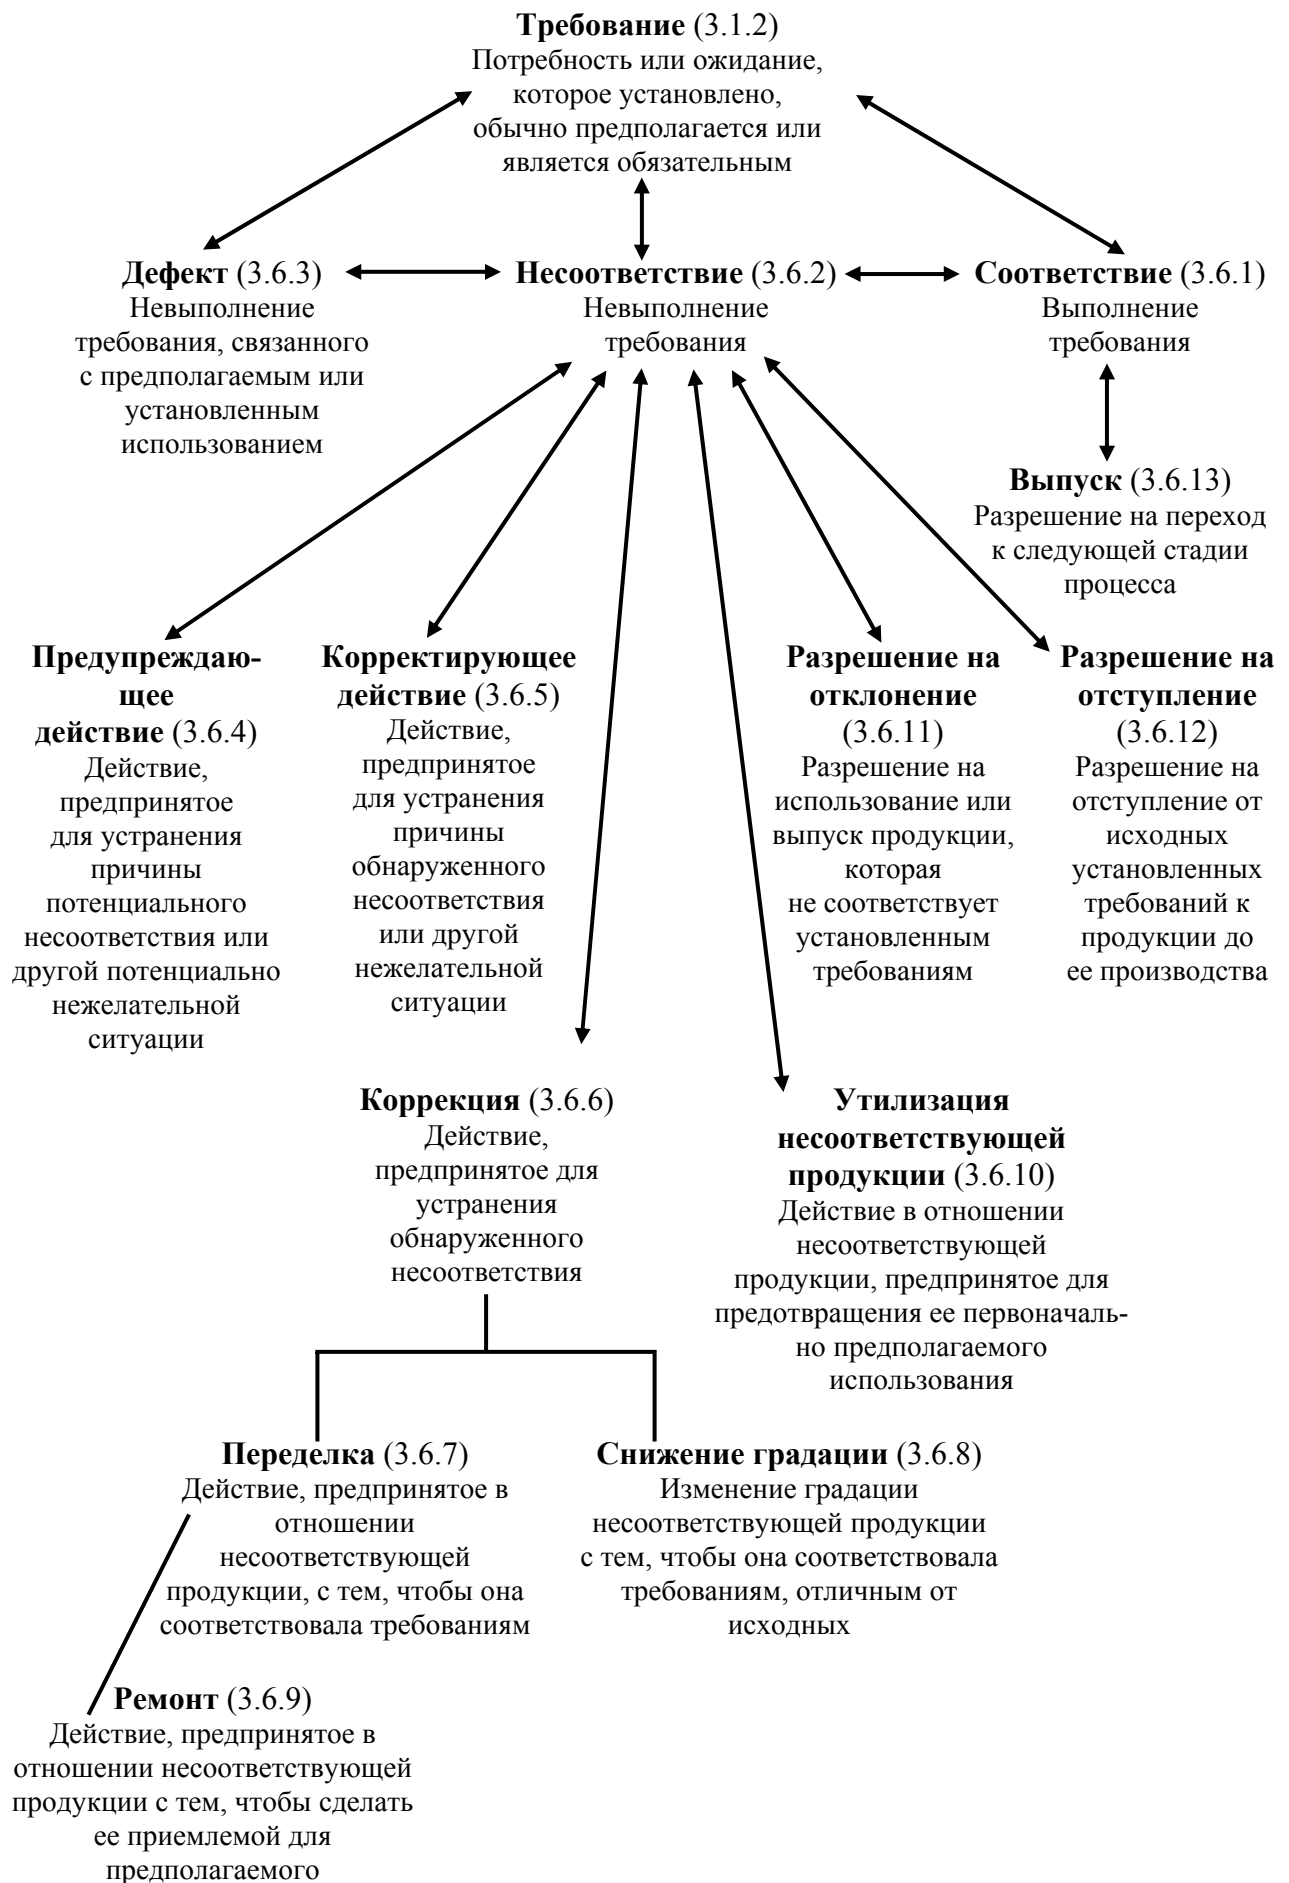 Требование (3.1.2)
Потребность или ожидание,
которое установлено,
обычно предполагается или
является обязательным
Дефект (3.6.3)
Невыполнение
требования, связанного
с предполагаемым или
установленным
использованием
Несоответствие (3.6.2)
Невыполнение
требования
Соответствие (3.6.1)
Выполнение
требования
Выпуск (3.6.13)
Разрешение на переход
к следующей стадии
процесса
Предупреждаю-
щее
действие (3.6.4)
Действие,
предпринятое
для устранения
причины
потенциального
несоответствия или
другой потенциально
нежелательной
ситуации
Корректирующее
действие (3.6.5)
Действие,
предпринятое
для устранения
причины
обнаруженного
несоответствия
или другой
нежелательной
ситуации
Разрешение на
отклонение
(3.6.11)
Разрешение на
использование или
выпуск продукции,
которая
не соответствует
установленным
требованиям
Разрешение на
отступление
(3.6.12)
Разрешение на
отступление от
исходных
установленных
требований к
продукции до
ее производства
Коррекция (3.6.6)
Действие,
предпринятое для
устранения
обнаруженного
несоответствия
Утилизация
несоответствующей
продукции (3.6.10)
Действие в отношении
несоответствующей
продукции, предпринятое для
предотвращения ее первоначаль-
но предполагаемого
использования
Переделка (3.6.7)
Действие, предпринятое в
отношении
несоответствующей
продукции, с тем, чтобы она
соответствовала требованиям
Снижение градации (3.6.8)
Изменение градации
несоответствующей продукции
с тем, чтобы она соответствовала
требованиям, отличным от
исходных
Ремонт (3.6.9)
Действие, предпринятое в
отношении несоответствующей
продукции с тем, чтобы сделать
ее приемлемой для
предполагаемого